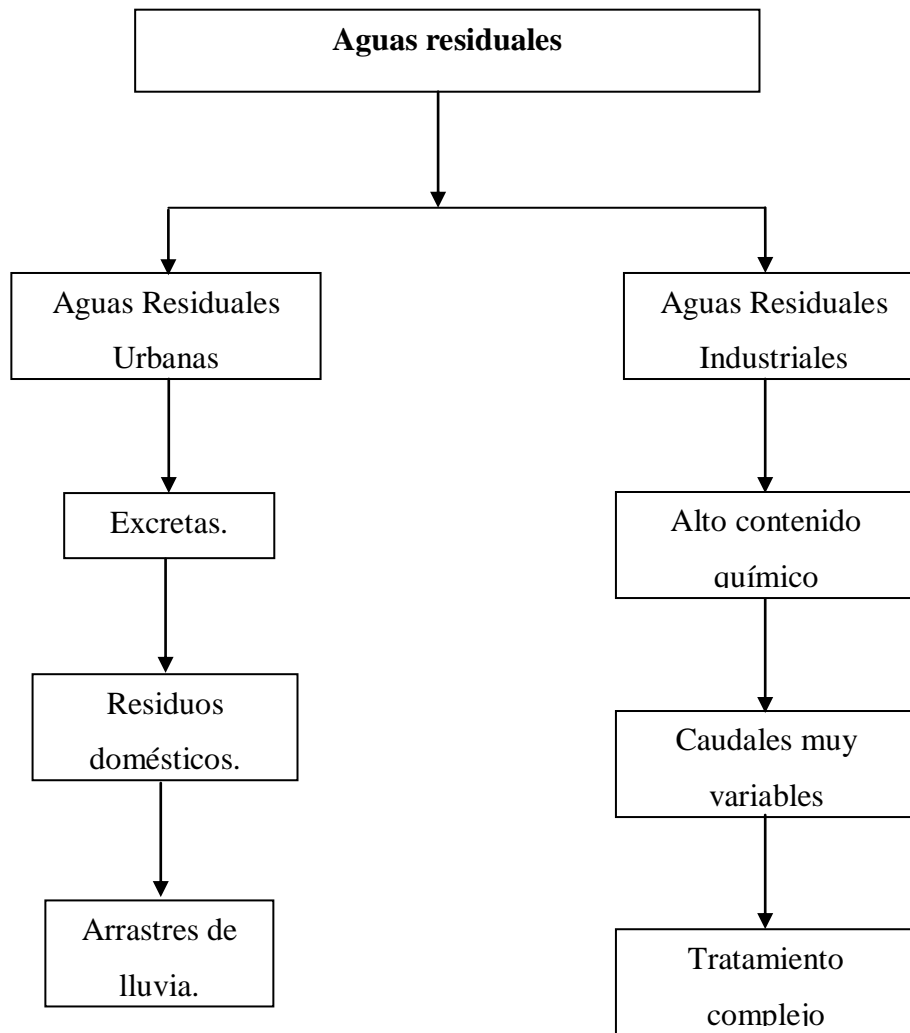 Aguas residuales
Aguas Residuales
Urbanas
Aguas Residuales
Industriales
Excretas.
Alto contenido
químico
Residuos
domésticos.
Caudales muy
variables
Arrastres de
lluvia.
Tratamiento
complejo